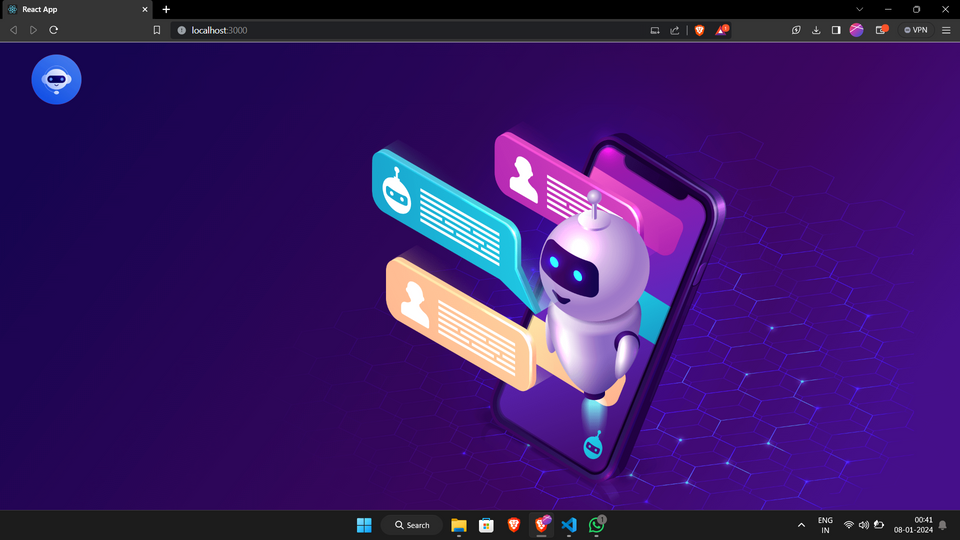 React App
localhost:3000
VPN
Search
ENG
IN
00:41
08-01-2024